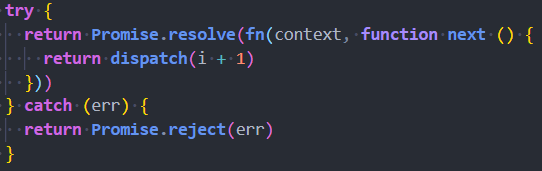 try {
  return Promise.resolve(fn(context, function next () {
    return dispatch(i + 1)
  }))
} catch (err) {
  return Promise.reject(err)
}